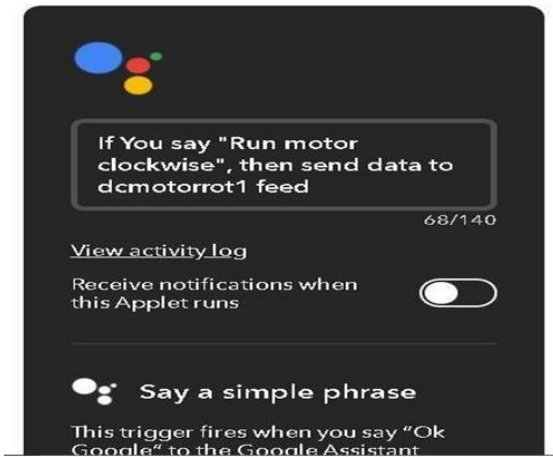 If You say "Run motor
clockwise", then send data to
dcmotorrot1 feed
68/140
View activity log
Receive notifications when
this Applet runs
Say a simple phrase
This trigger fires when you say “Ok
Google” to the Google Assistant